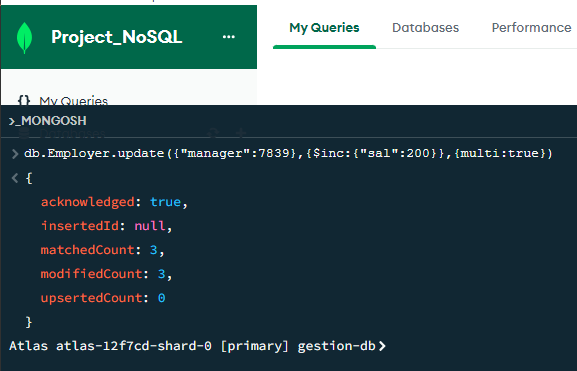 Project_NoSQL ...
My Queries Databases Performance
{} My Queries
>_MONGOSH
> db.Employer.update({"manager":7839},{$inc:{"sal":200}},{multi:true})
< {
acknowledged: true,
insertedId: null,
matchedCount: 3,
modifiedCount: 3,
upsertedCount: 0
}
Atlas atlas-12f7cd-shard-0 [primary] gestion-db>